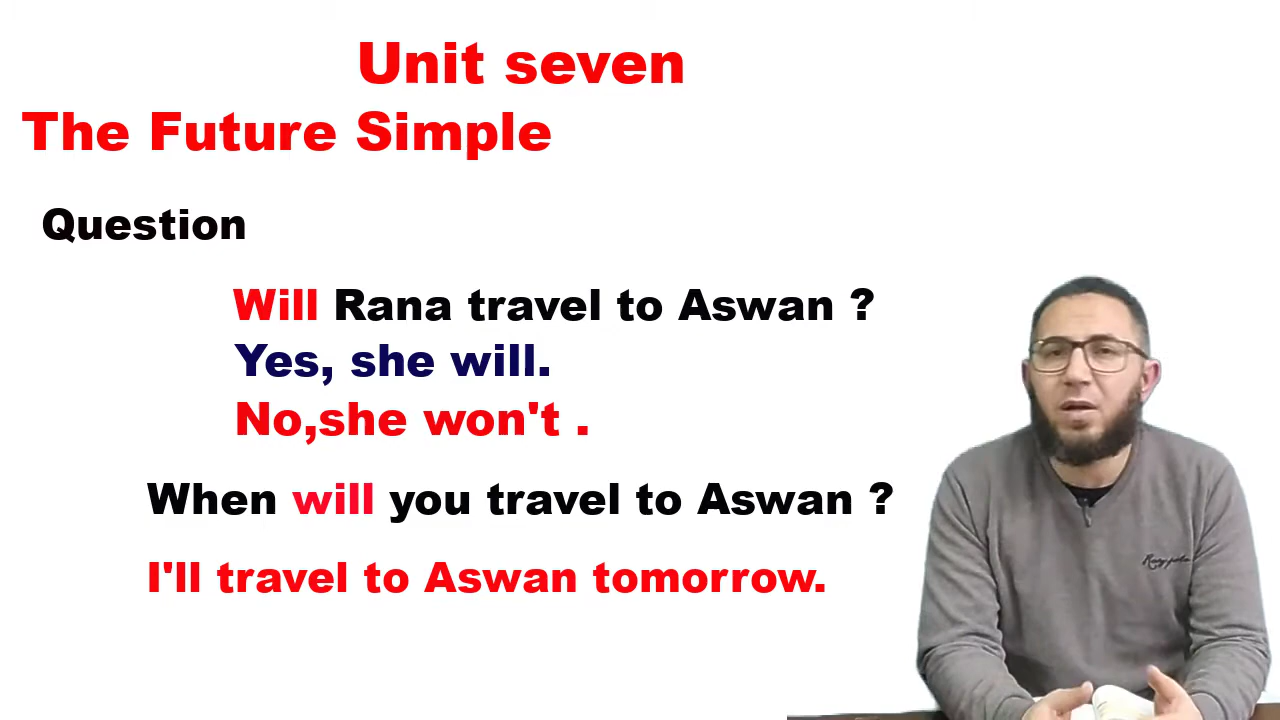 Unit seven
The Future Simple
Question
Will Rana travel to Aswan ?
Yes, she will.
No,she won't .
When will you travel to Aswan ?
I'll travel to Aswan tomorrow.